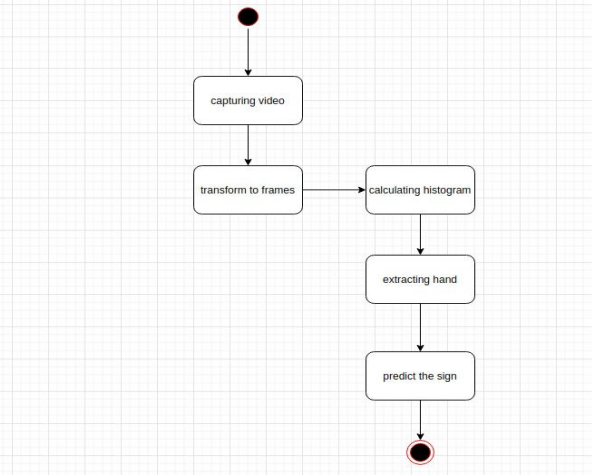 capturing video
transform to frames
calculating histogram
extracting hand
predict the sign